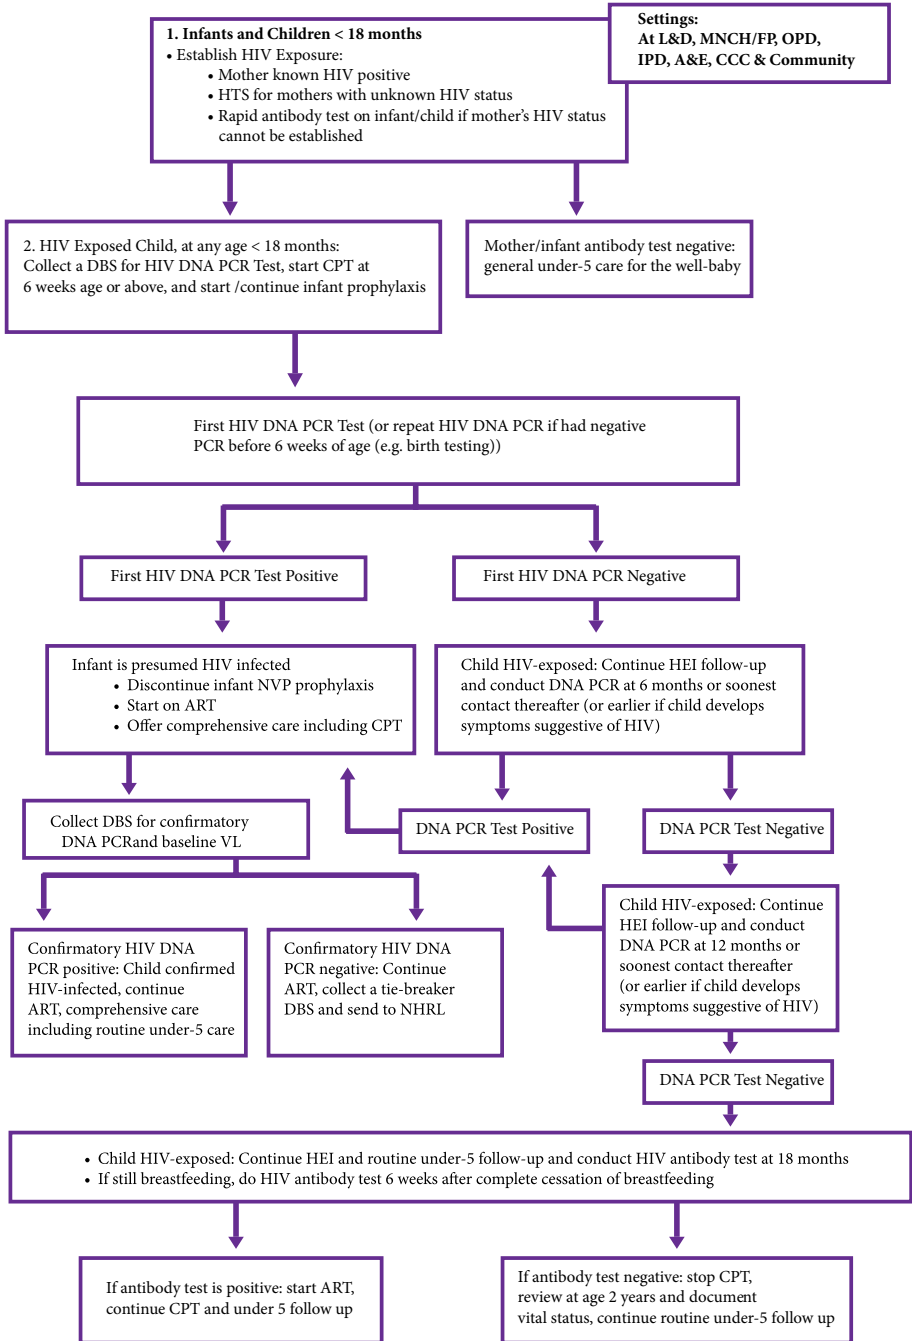 1. Infants and Children < 18 months
• Establish HIV Exposure:
• Mother known HIV positive
• HTS for mothers with unknown HIV status
• Rapid antibody test on infant/child if mother's HIV status
cannot be established
Settings:
At L&D, MNCH/FP, OPD,
IPD, A&E, CCC & Community
2. HIV Exposed Child, at any age < 18 months:
Collect a DBS for HIV DNA PCR Test, start CPT at
6 weeks age or above, and start /continue infant prophylaxis
Mother/infant antibody test negative:
general under-5 care for the well-baby
First HIV DNA PCR Test (or repeat HIV DNA PCR if had negative
PCR before 6 weeks of age (e.g. birth testing))
First HIV DNA PCR Test Positive
First HIV DNA PCR Negative
Infant is presumed HIV infected
• Discontinue infant NVP prophylaxis
• Start on ART
• Offer comprehensive care including CPT
Child HIV-exposed: Continue HEI follow-up
and conduct DNA PCR at 6 months or soonest
contact thereafter (or earlier if child develops
symptoms suggestive of HIV)
Collect DBS for confirmatory
DNA PCRand baseline VL
DNA PCR Test Positive
DNA PCR Test Negative
Confirmatory HIV DNA
PCR positive: Child confirmed
HIV-infected, continue
ART, comprehensive care
including routine under-5 care
Confirmatory HIV DNA
PCR negative: Continue
ART, collect a tie-breaker
DBS and send to NHRL
Child HIV-exposed: Continue
HEI follow-up and conduct
DNA PCR at 12 months or
soonest contact thereafter
(or earlier if child develops
symptoms suggestive of HIV)
DNA PCR Test Negative
• Child HIV-exposed: Continue HEI and routine under-5 follow-up and conduct HIV antibody test at 18 months
• If still breastfeeding, do HIV antibody test 6 weeks after complete cessation of breastfeeding
If antibody test is positive: start ART,
continue CPT and under 5 follow up
If antibody test negative: stop CPT,
review at age 2 years and document
vital status, continue routine under-5 follow up